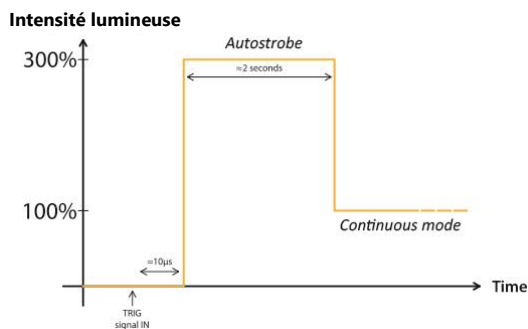 Intensité lumineuse
300%
Autostrobe
≈2 seconds
100%
Continuous mode
≈10µs
Time
TRIG
signal IN